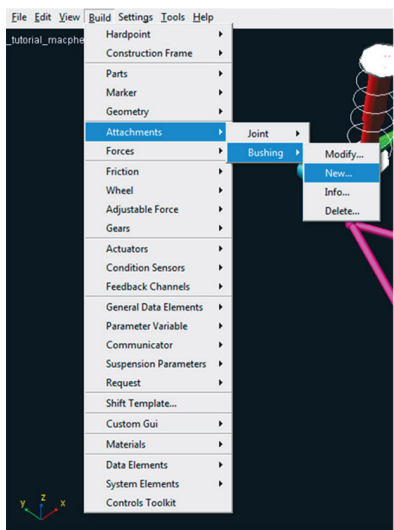 File Edit View Build Settings Tools Help
_tutorial_macphe
Hardpoint
Construction Frame
Parts
Marker
Geometry
Attachments
Joint
Forces
Bushing
Modify...
New...
Info...
Delete...
Friction
Wheel
Adjustable Force
Gears
Actuators
Condition Sensors
Feedback Channels
General Data Elements
Parameter Variable
Communicator
Suspension Parameters
Request
Shift Template...
Custom Gui
Materials
Data Elements
System Elements
Controls Toolkit
y z x